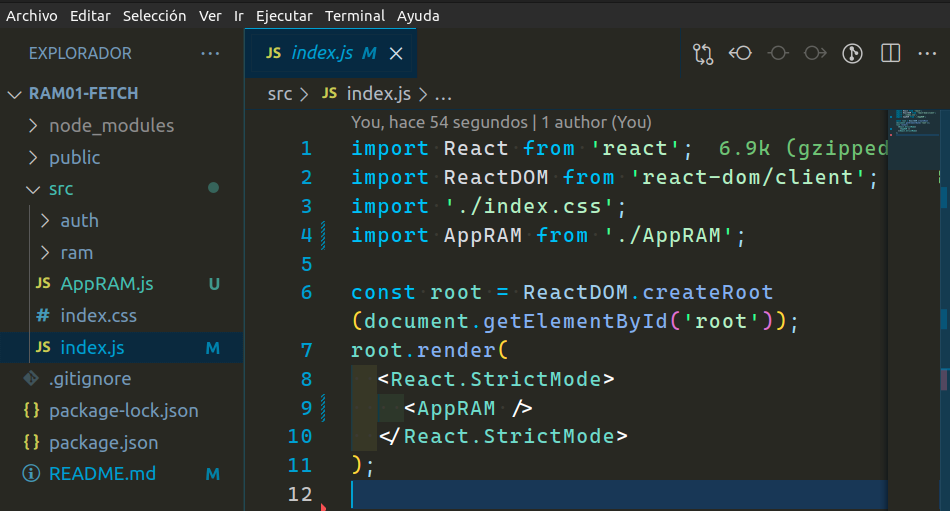 Archivo Editar Selección Ver Ir Ejecutar Terminal Ayuda
EXPLORADOR ···
JS index.js M
RAM01-FETCH
node_modules
public
src
auth
ram
JS AppRAM.js U
# index.css
JS index.js M
.gitignore
{} package-lock.json
{} package.json
README.md M
src > JS index.js > ...
You, hace 54 segundos | 1 author (You)
1 import React from 'react'; 6.9k (gzipped
2 import ReactDOM from 'react-dom/client';
3 import './index.css';
4 import AppRAM from './AppRAM';
5
6 const root = ReactDOM.createRoot
(document.getElementById('root'));
7 root.render(
8 <React.StrictMode>
9 <AppRAM />
10 </React.StrictMode>
11 );
12